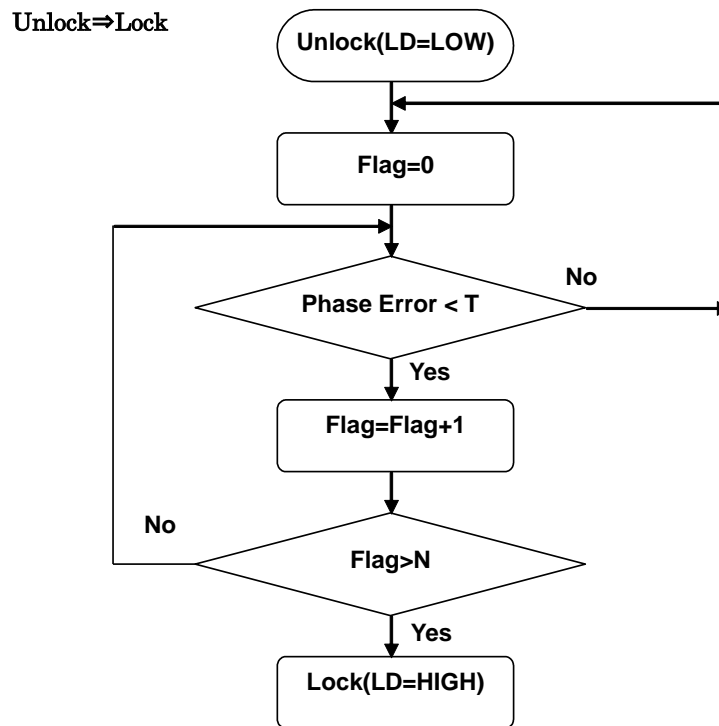 Unlock⇒Lock
Unlock(LD=LOW)
Flag=0
Phase Error < T
No
Yes
Flag=Flag+1
No
Flag>N
Yes
Lock(LD=HIGH)